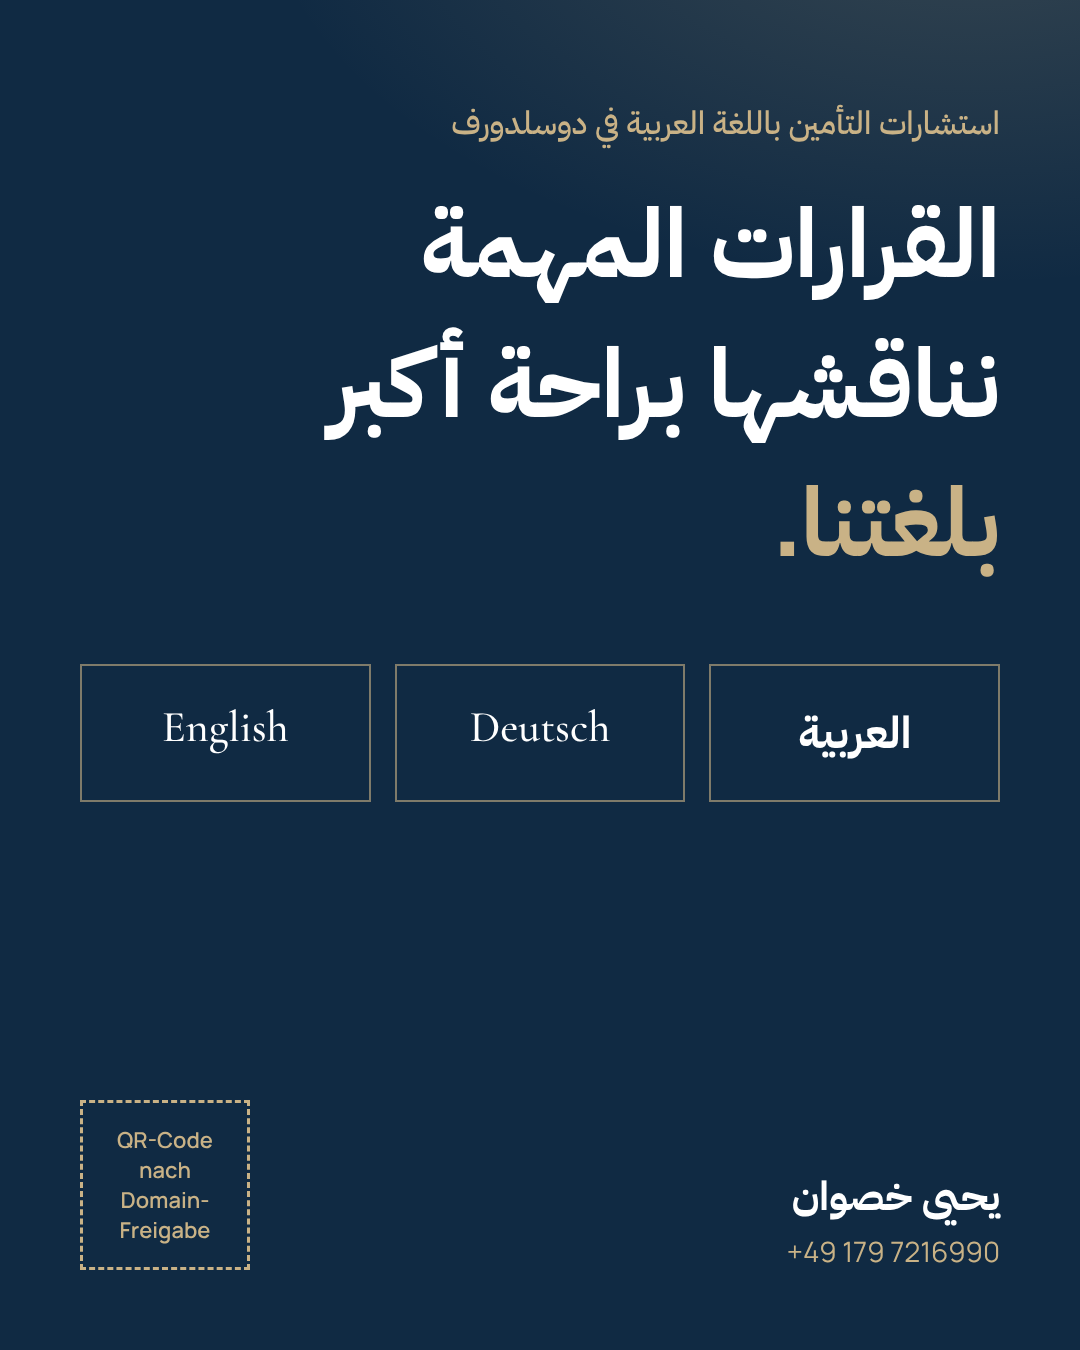 استشارات التأمين باللغة العربية في دوسلدورف
القرارات المهمة
نناقشها براحة أكبر
بلغتنا.
العربية
Deutsch
English
QR-Code
nach
Domain-
Freigabe
يحيى خصوان
+49 179 7216990